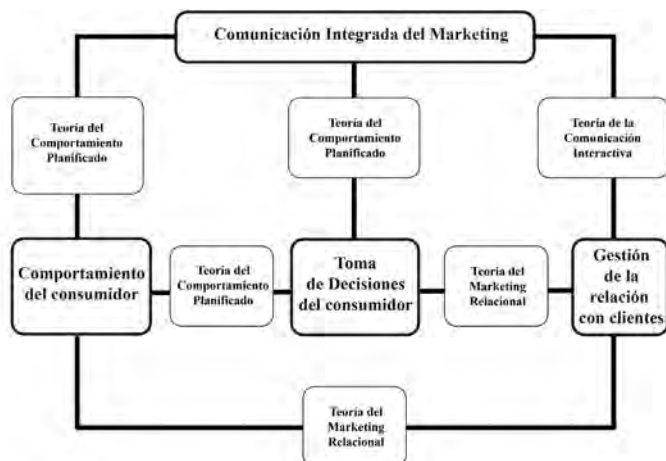 Comunicación Integrada del Marketing
Teoría del
Comportamiento
Planificado
Teoría del
Comportamiento
Planificado
Teoría de la
Comunicación
Interactiva
Comportamiento
del consumidor
Teoría del
Comportamiento
Planificado
Toma
de Decisiones
del consumidor
Teoría del
Marketing
Relacional
Gestión
de la
relación
con clientes
Teoría del
Marketing
Relacional